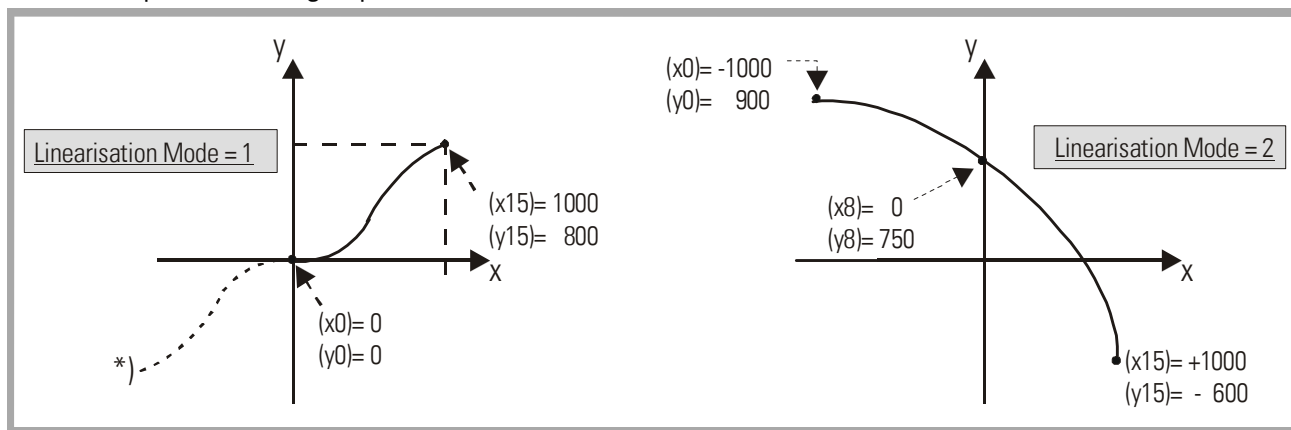 y
Linearisation Mode = 1
(x15)= 1000
(y15)= 800
x
(x0)= 0
(y0)= 0
*)
y
(x0)= -1000
(y0)= 900
Linearisation Mode = 2
(x8)= 0
(y8)= 750
x
(x15)= +1000
(y15)= - 600